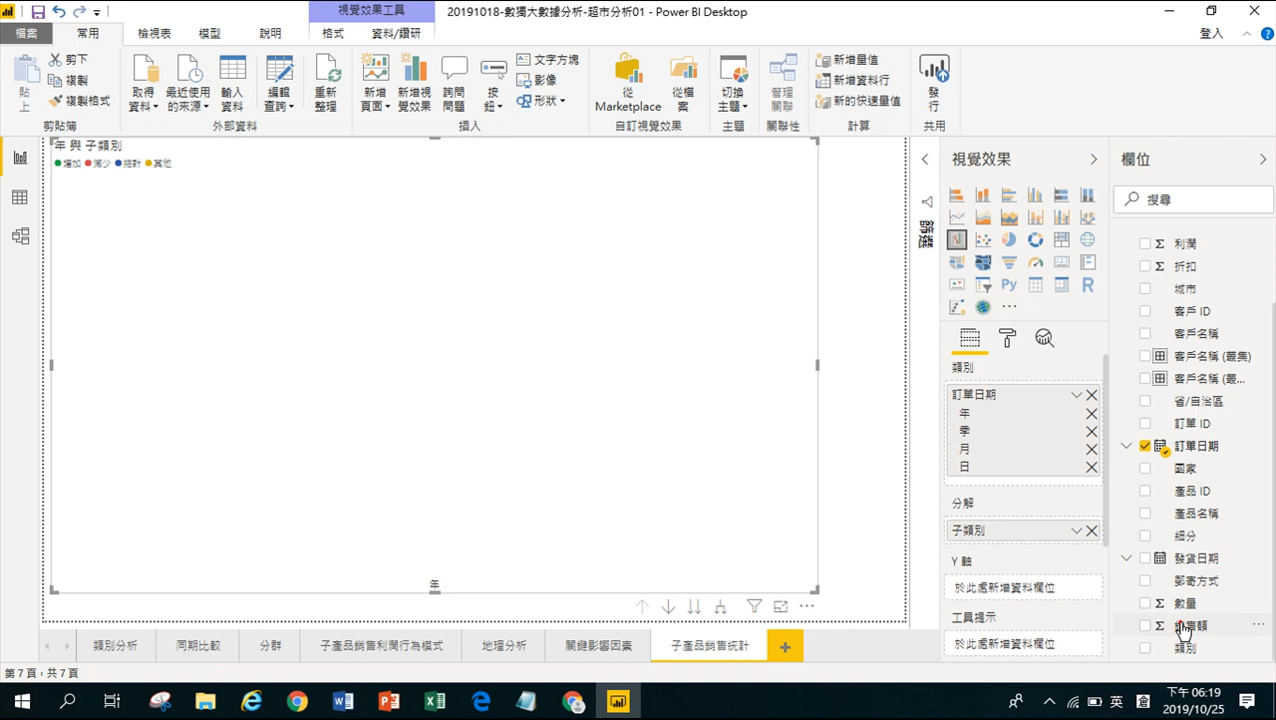 視覺效果工具
20191018-數獨大數據分析-超市分析01 - Power BI Desktop
檔案
常用
檢視表
模型
說明
格式
資料/鑽研
登入
貼上
剪下
複製
複製格式
剪貼簿
取得資料
最近使用的來源
輸入資料
編輯查詢
重新整理
外部資料
新增頁面
新增視覺效果
詢問問題
按鈕
文字方塊
影像
形狀
插入
從 Marketplace
從檔案
自訂視覺效果
切換主題
主題
管理關聯
關聯性
新增量值
新增資料行
新的快速量值
計算
發行
共用
年 與 子類別
增加 減少 總計 其他
年
篩選
視覺效果
類別
訂單日期
年
季
月
日
分解
子類別
Y 軸
於此處新增資料欄位
工具提示
於此處新增資料欄位
欄位
搜尋
利潤
折扣
城市
客戶 ID
客戶名稱
客戶名稱 (叢集)
客戶名稱 (叢...
省/自治區
訂單 ID
訂單日期
國家
產品 ID
產品名稱
細分
發貨日期
郵寄方式
數量
銷售額
類別
類別分析
同期比較
分群
子產品銷售利潤行為模式
地理分析
關鍵影響因素
子產品銷售統計
第 7 頁，共 7 頁
英
下午 06:19
2019/10/25